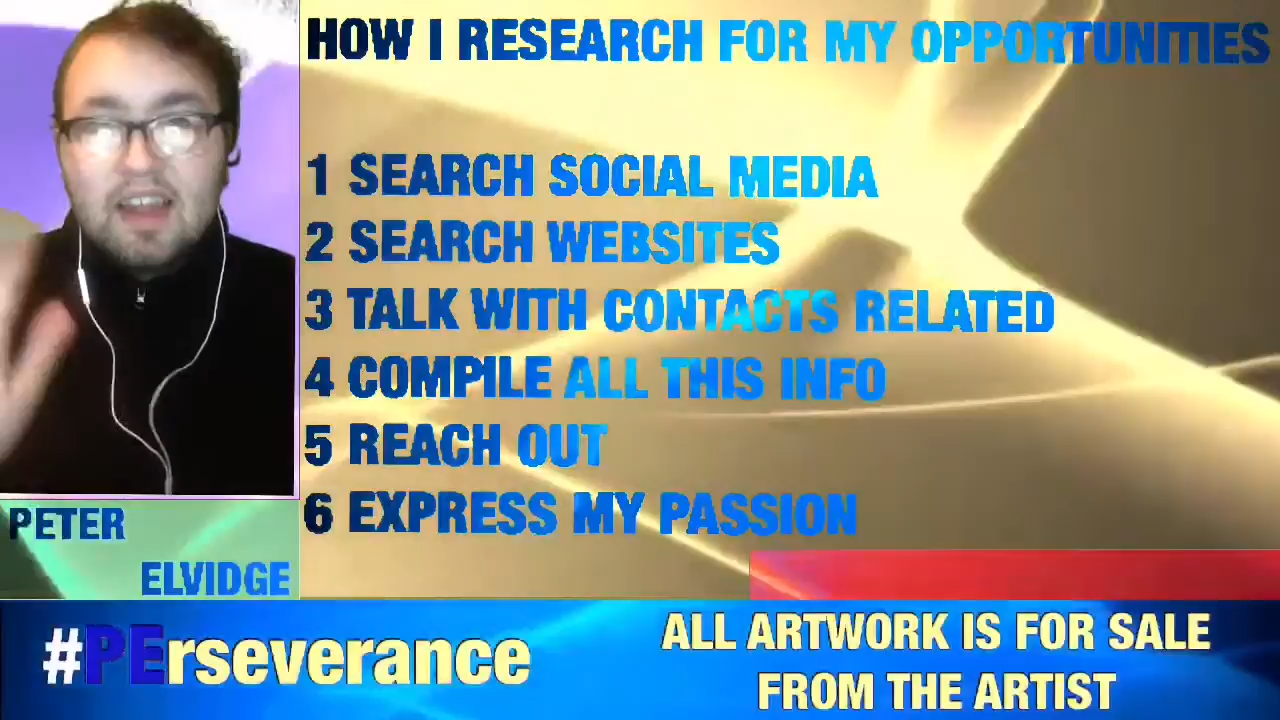 HOW I RESEARCH FOR MY OPPORTUNITIES
1 SEARCH SOCIAL MEDIA
2 SEARCH WEBSITES
3 TALK WITH CONTACTS RELATED
4 COMPILE ALL THIS INFO
5 REACH OUT
6 EXPRESS MY PASSION
PETER
ELVIDGE
#PErseverance
ALL ARTWORK IS FOR SALE
FROM THE ARTIST